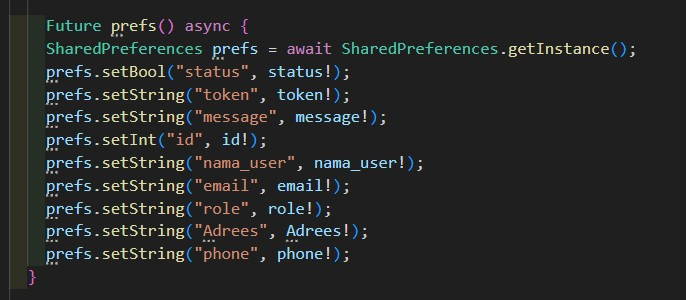 Future prefs() async {
SharedPreferences prefs = await SharedPreferences.getInstance();
prefs.setBool("status", status!);
prefs.setString("token", token!);
prefs.setString("message", message!);
prefs.setInt("id", id!);
prefs.setString("nama_user", nama_user!);
prefs.setString("email", email!);
prefs.setString("role", role!);
prefs.setString("Adrees", Adrees!);
prefs.setString("phone", phone!);
}